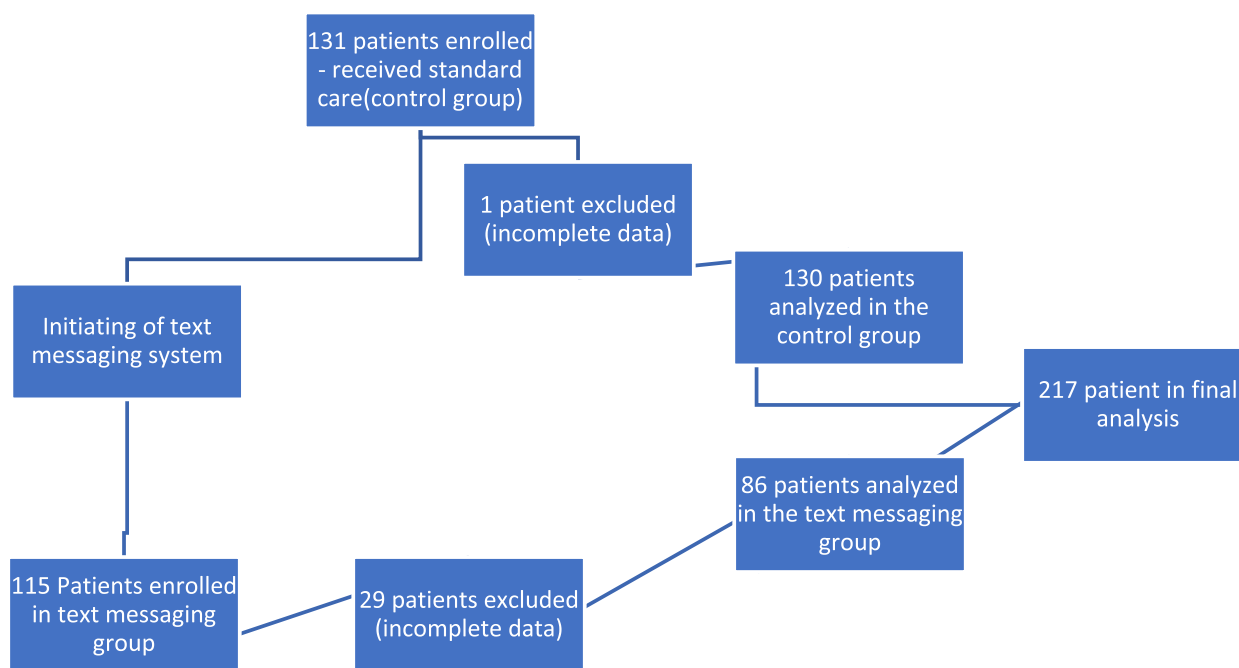 131 patients enrolled
- received standard
care(control group)
1 patient excluded
(incomplete data)
130 patients
analyzed in the
control group
Initiating of text
messaging system
217 patient in final
analysis
86 patients analyzed
in the text messaging
group
115 Patients enrolled
in text messaging
group
29 patients excluded
(incomplete data)